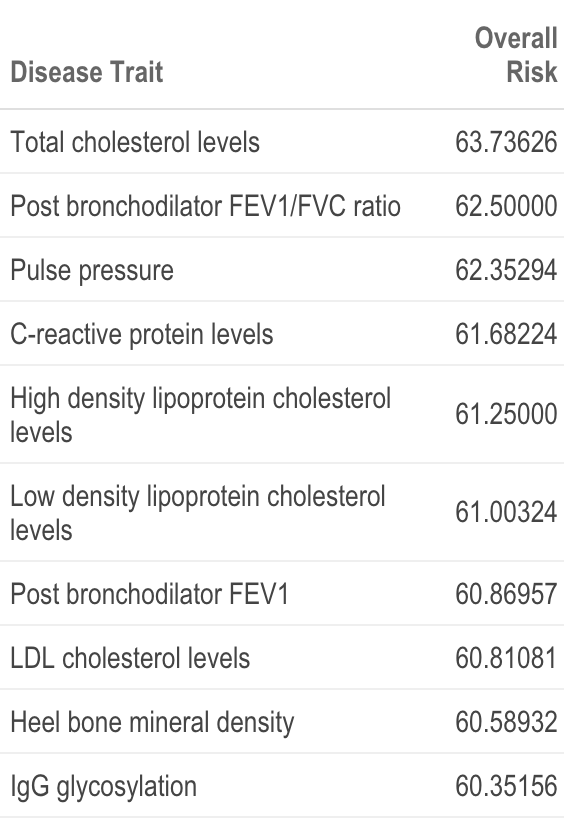 Overall
Disease Trait Risk
Total cholesterol levels 63.73626
Post bronchodilator FEV1/FVC ratio 62.50000
Pulse pressure 62.35294
C-reactive protein levels 61.68224
High density lipoprotein cholesterol
levels 61.25000
Low density lipoprotein cholesterol
levels 61.00324
Post bronchodilator FEV1 60.86957
LDL cholesterol levels 60.81081
Heel bone mineral density 60.58932
IgG glycosylation 60.35156